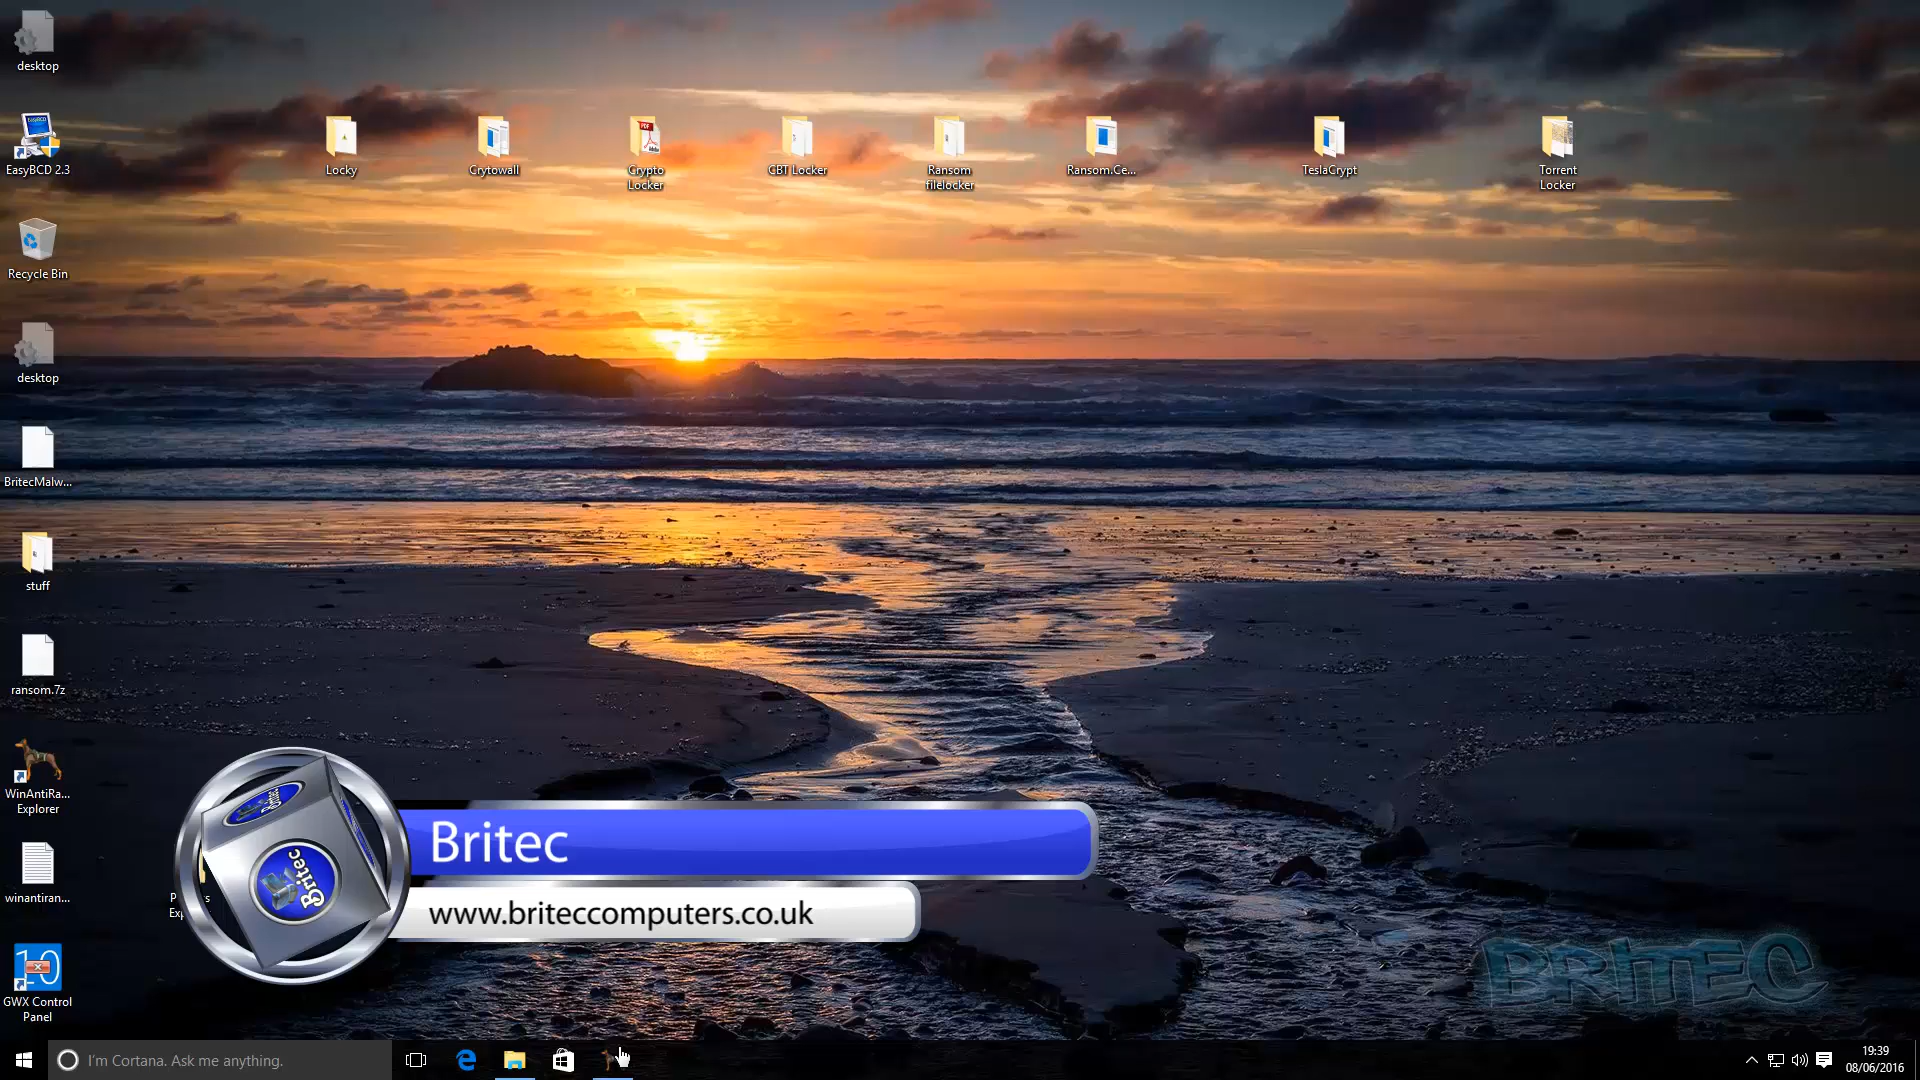 desktop
EasyBCD 2.3
Recycle Bin
desktop
BritecMalw...
stuff
ransom.7z
WinAntiRa...
Explorer
winantiran...
GWX Control
Panel
Locky
Crytowall
Crypto
Locker
GBT Locker
Ransom
filelocker
Ransom.Ce...
TeslaCrypt
Torrent
Locker
Britec
www.briteccomputers.co.uk
Britec
BRITEC
I'm Cortana. Ask me anything.
19:39
08/06/2016